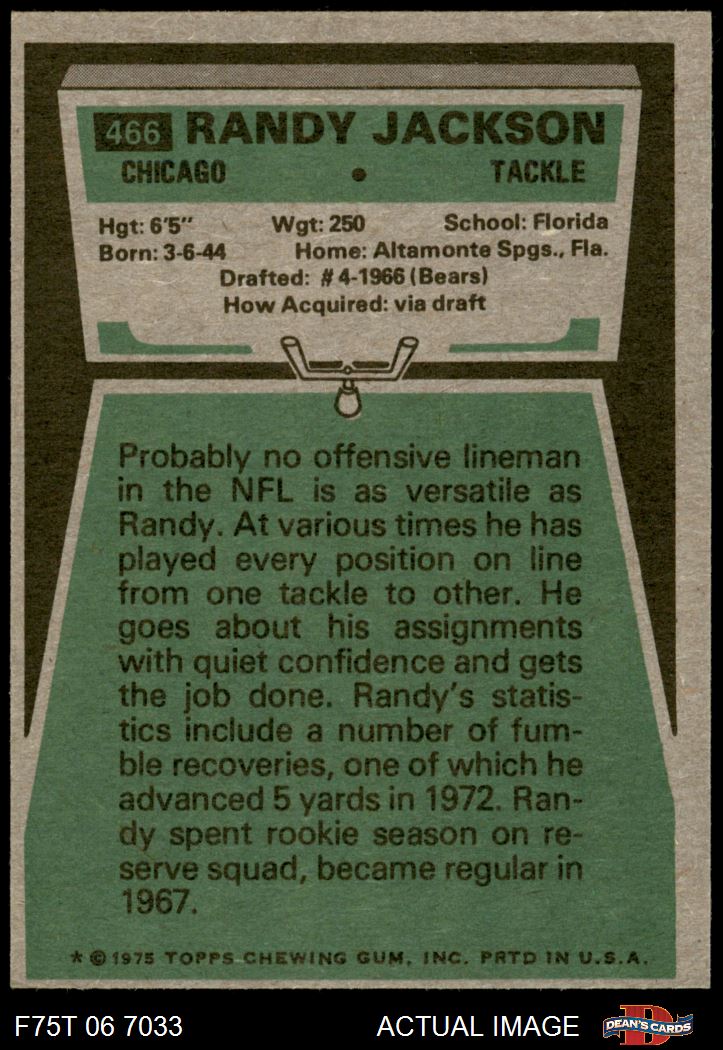 466 RANDY JACKSON
CHICAGO • TACKLE
Hgt: 6'5" Wgt: 250 School: Florida
Born: 3-6-44 Home: Altamonte Spgs., Fla.
Drafted: #4-1966 (Bears)
How Acquired: via draft
Probably no offensive lineman
in the NFL is as versatile as
Randy. At various times he has
played every position on line
from one tackle to other. He
goes about his assignments
with quiet confidence and gets
the job done. Randy's statis-
tics include a number of fum-
ble recoveries, one of which he
advanced 5 yards in 1972. Ran-
dy spent rookie season on re-
serve squad, became regular in
1967.
* © 1975 TOPPS CHEWING GUM, INC. PRTD IN U.S.A.
F75T 06 7033 ACTUAL IMAGE D DEAN'S CARDS